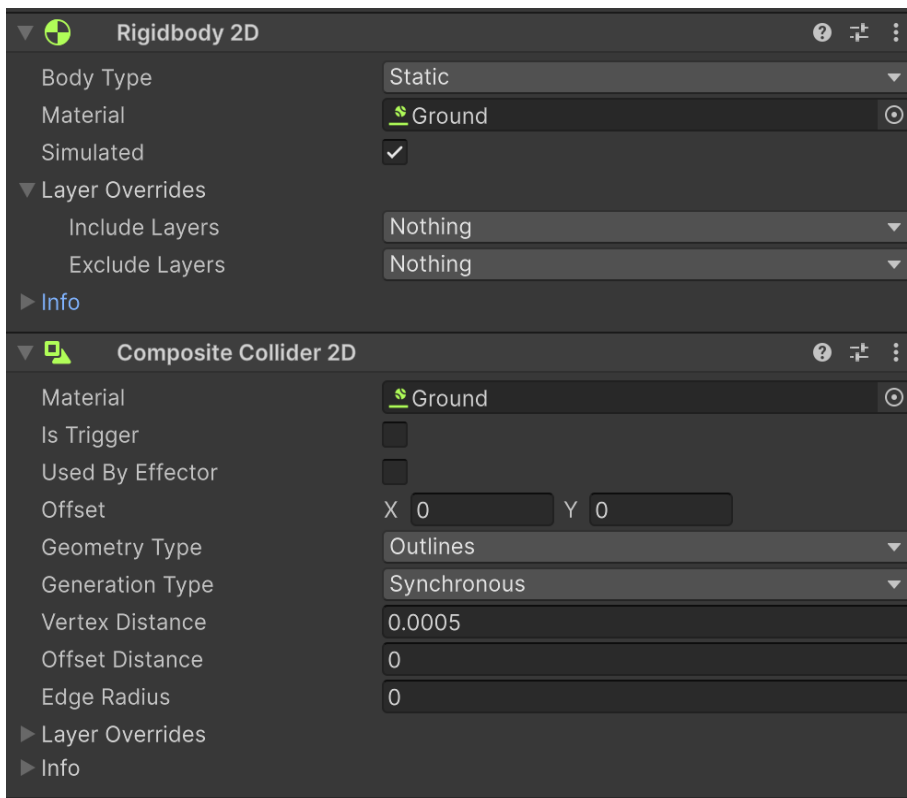 Rigidbody 2D
Body Type Static
Material Ground
Simulated
Layer Overrides
Include Layers Nothing
Exclude Layers Nothing
Info
Composite Collider 2D
Material Ground
Is Trigger
Used By Effector
Offset X 0 Y 0
Geometry Type Outlines
Generation Type Synchronous
Vertex Distance 0.0005
Offset Distance 0
Edge Radius 0
Layer Overrides
Info